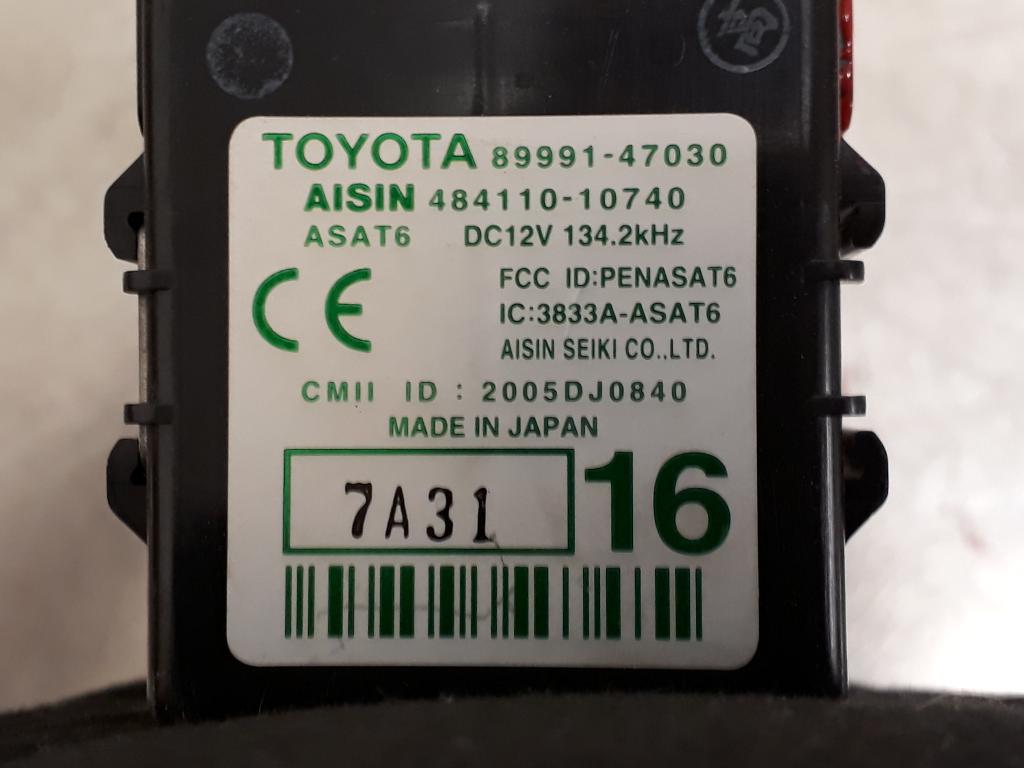 TOYOTA 89991-47030
AISIN 484110-10740
ASAT6 DC12V 134.2kHz
CE FCC ID:PENASAT6
IC:3833A-ASAT6
AISIN SEIKI CO.,LTD.
CMII ID : 2005DJ0840
MADE IN JAPAN
7A31 16